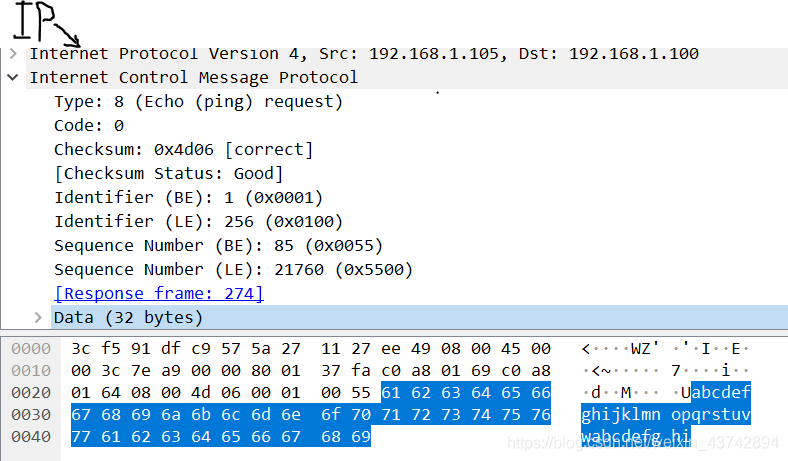 IP
Internet Protocol Version 4, Src: 192.168.1.105, Dst: 192.168.1.100
Internet Control Message Protocol
Type: 8 (Echo (ping) request)
Code: 0
Checksum: 0x4d06 [correct]
[Checksum Status: Good]
Identifier (BE): 1 (0x0001)
Identifier (LE): 256 (0x0100)
Sequence Number (BE): 85 (0x0055)
Sequence Number (LE): 21760 (0x5500)
[Response frame: 274]
Data (32 bytes)
0000 3c f5 91 df c9 57 5a 27 11 27 ee 49 08 00 45 00 <····WZ' ·'·I··E·
0010 00 3c 7e a9 00 00 80 01 37 fa c0 a8 01 69 c0 a8 ·<~····· 7····i··
0020 01 64 08 00 4d 06 00 01 00 55 61 62 63 64 65 66 ·d··M··· ·Uabcdef
0030 67 68 69 6a 6b 6c 6d 6e 6f 70 71 72 73 74 75 76 ghijklmn opqrstuv
0040 77 61 62 63 64 65 66 67 68 69 wabcdefg hi
https://blog.csdn.net/weixin_43742894